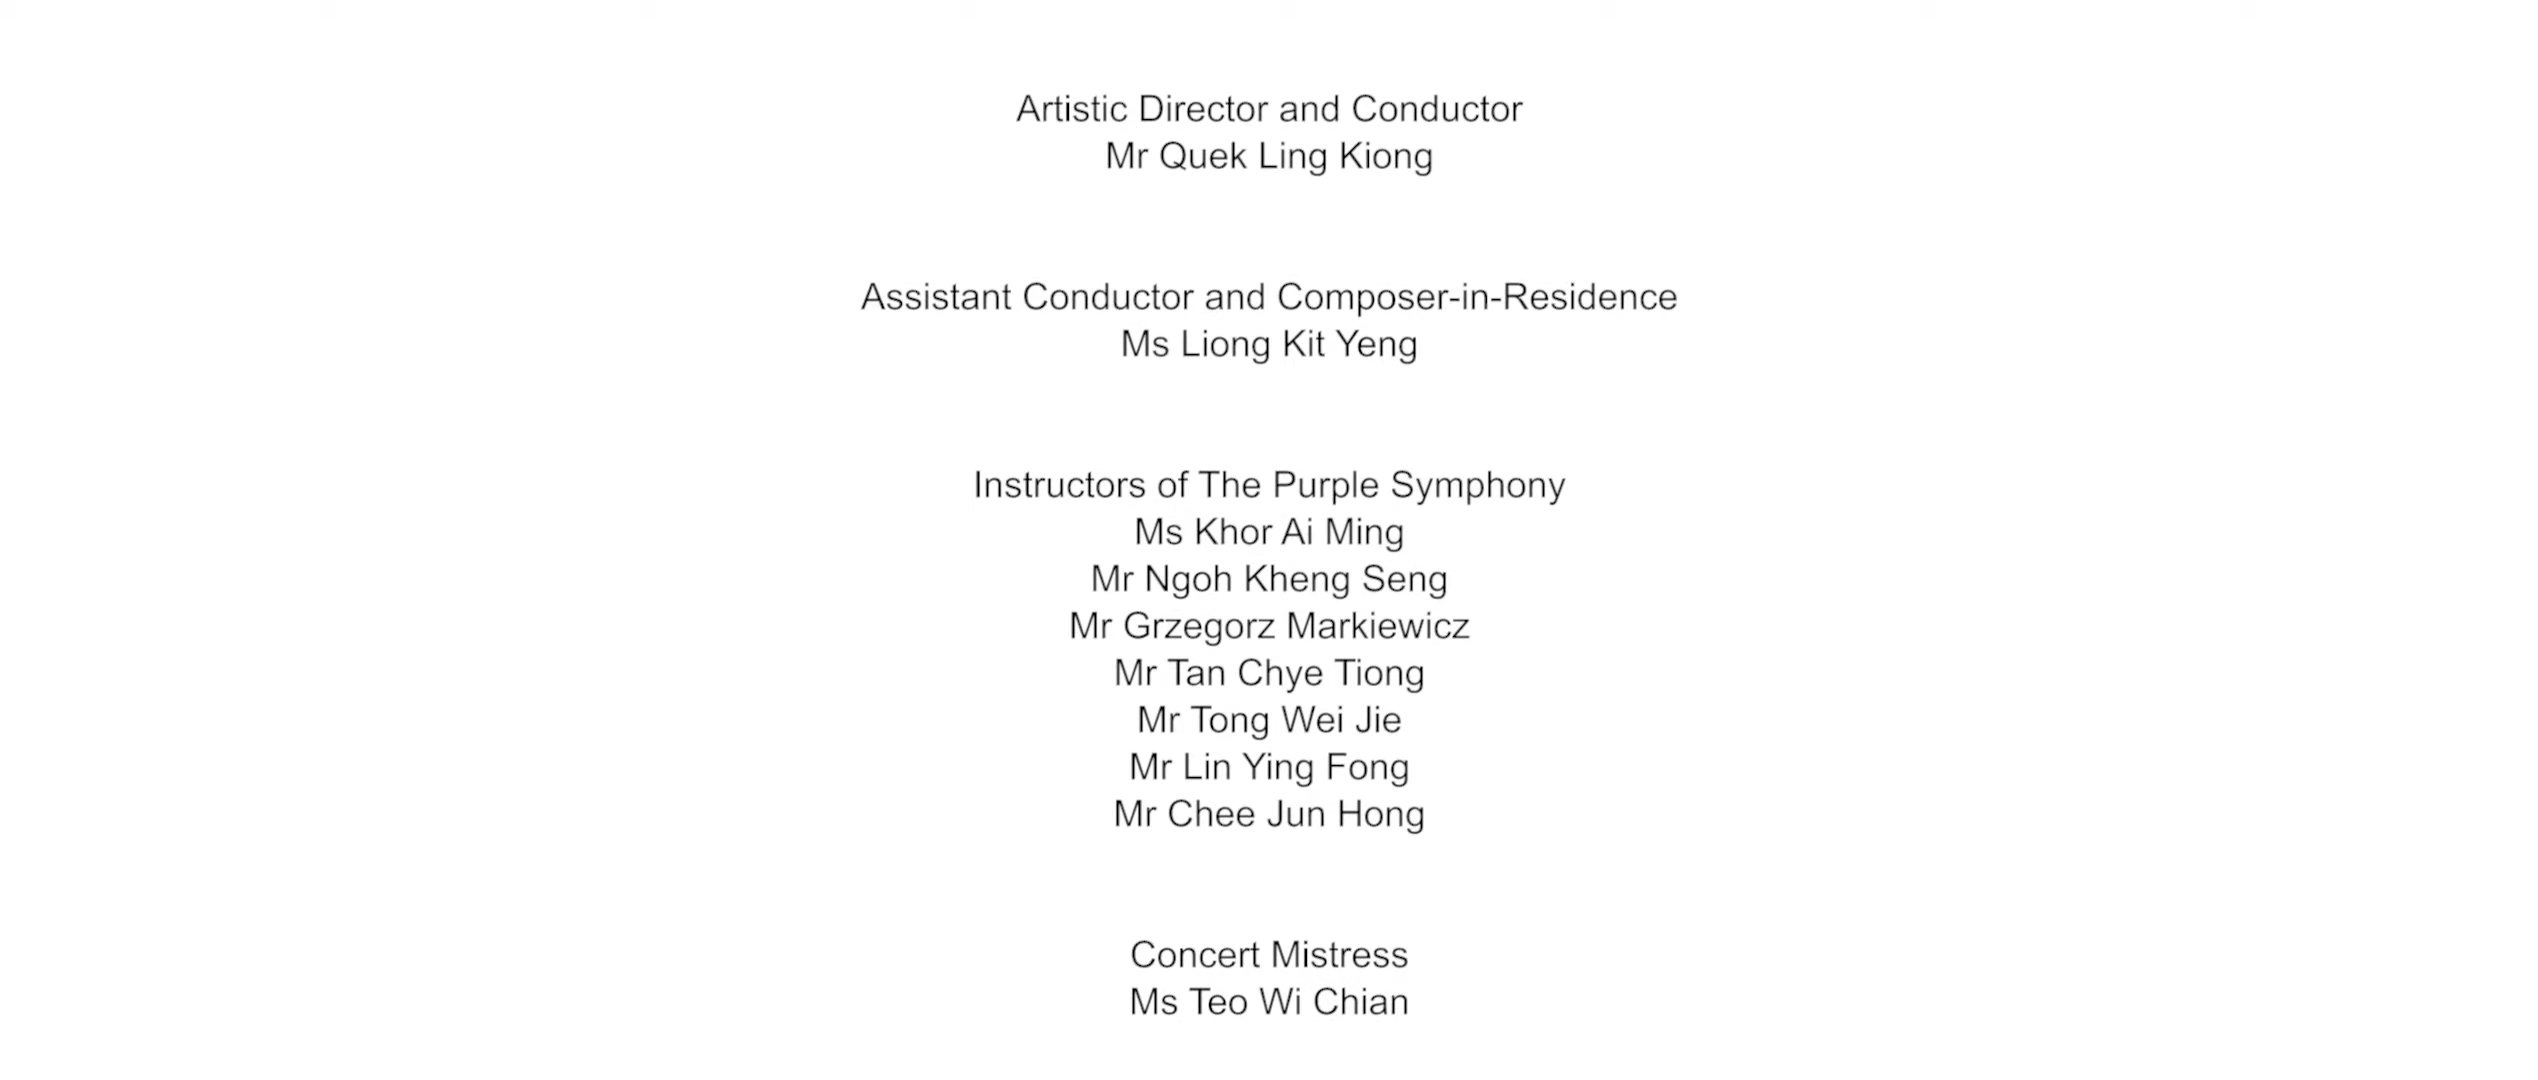 Artistic Director and Conductor
Mr Quek Ling Kiong
Assistant Conductor and Composer-in-Residence
Ms Liong Kit Yeng
Instructors of The Purple Symphony
Ms Khor Ai Ming
Mr Ngoh Kheng Seng
Mr Grzegorz Markiewicz
Mr Tan Chye Tiong
Mr Tong Wei Jie
Mr Lin Ying Fong
Mr Chee Jun Hong
Concert Mistress
Ms Teo Wi Chian